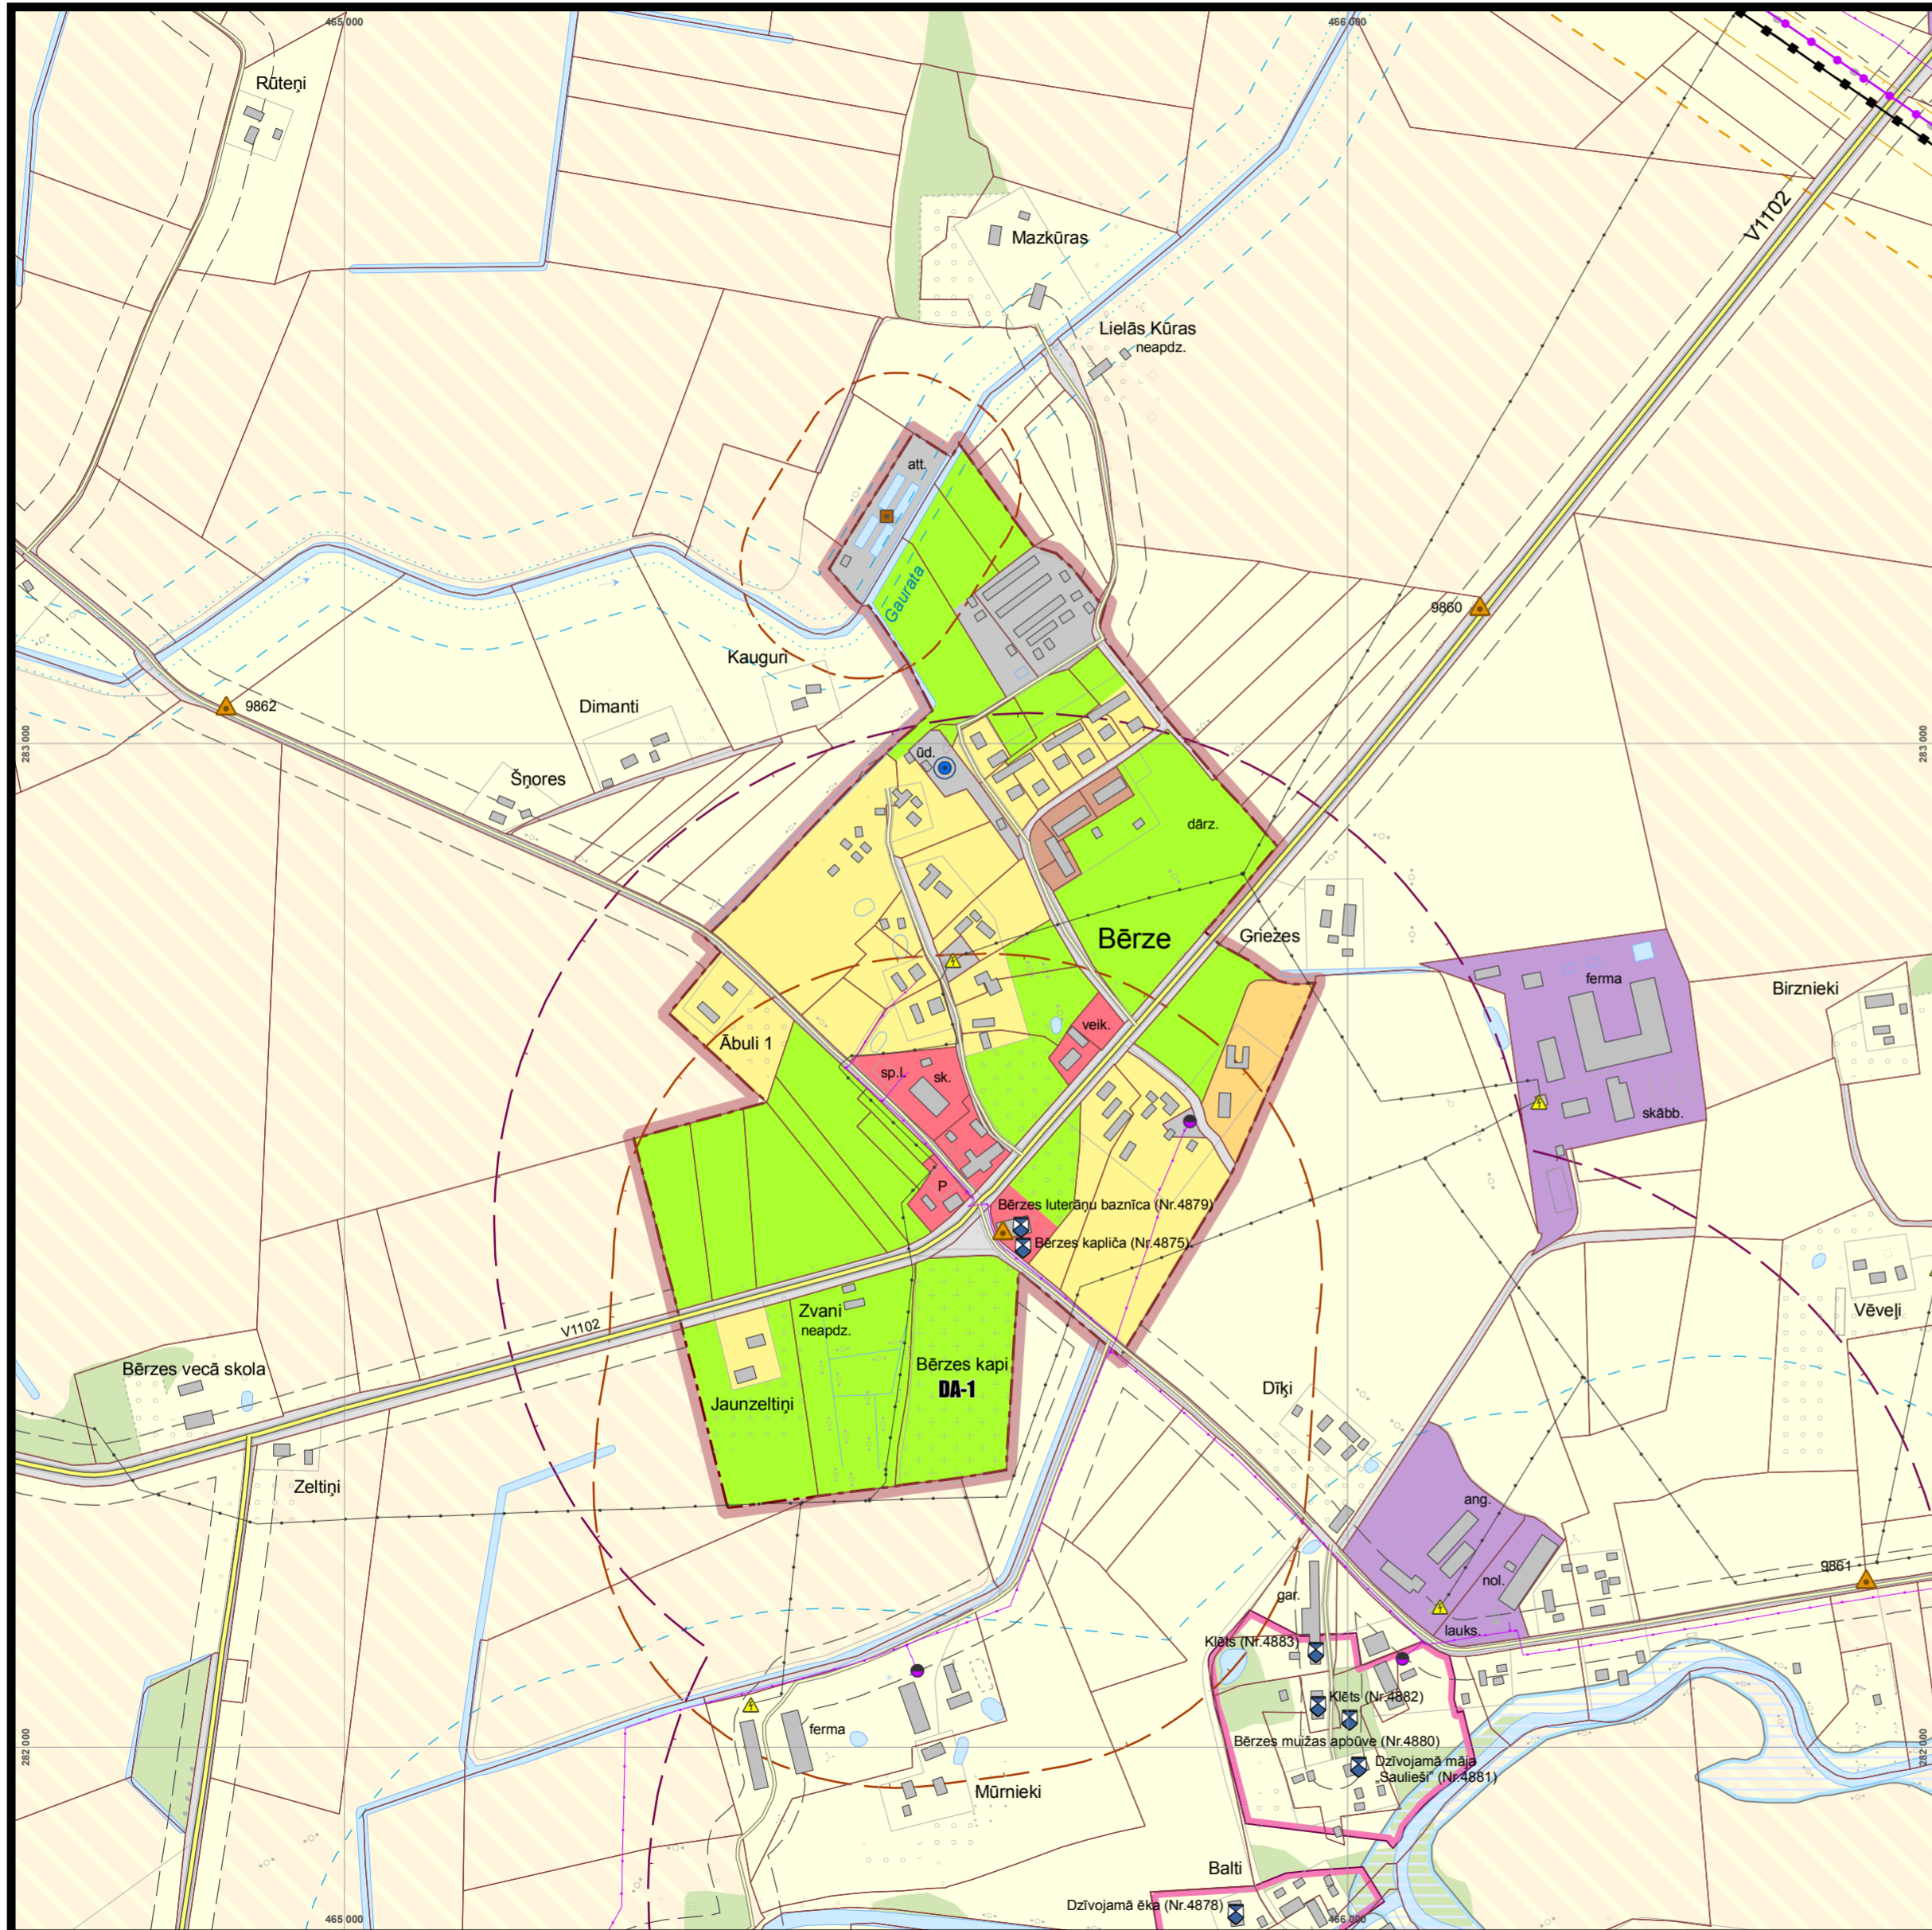 465 000
466 000
Rūteņi
V1102
Mazkūras
Lielās Kūras
neapdz.
att.
Gaurata
9860
Kauguri
9862
Dimanti
283 000
283 000
ūd.
Šņores
dārz.
Bērze
Griezes
ferma
Birznieki
veik.
Ābuli 1
sp.l.
sk.
skābb.
P
Bērzes luterāņu baznīca (Nr.4879)
Bērzes kapliča (Nr.4875)
Zvani
neapdz.
Vēveļi
V1102
Bērzes vecā skola
Bērzes kapi
DA-1
Dīķi
Jaunzeltiņi
Zeltiņi
ang.
9861
nol.
gar.
lauks.
Klēts (Nr.4883)
Klēts (Nr.4882)
ferma
282 000
282 000
Bērzes muižas apbūve (Nr.4880)
Dzīvojamā māja
„Saulieši” (Nr.4881)
Mūrnieki
Balti
Dzīvojamā ēka (Nr.4878)
465 000
466 000